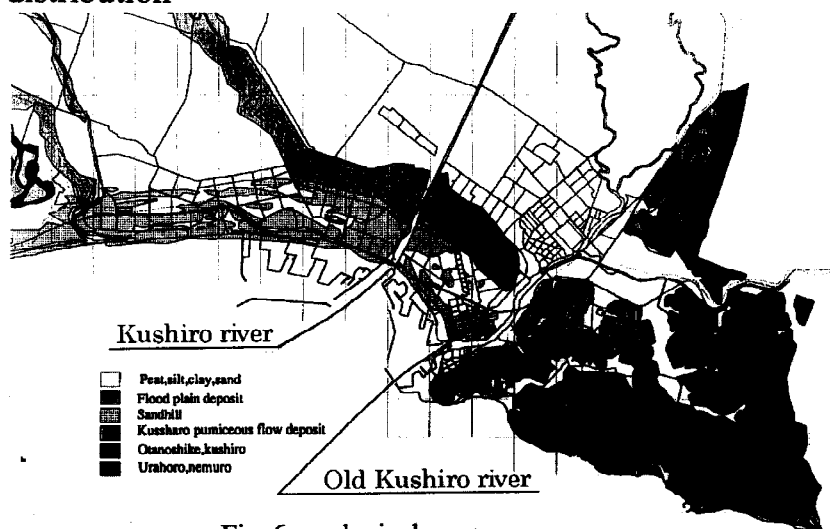 distribution
Kushiro river
Peat,silt,clay,sand
Flood plain deposit
Sandhill
Kussharo pumiceous flow deposit
Otanoshike,kushiro
Urahoro,nemuro
Old Kushiro river